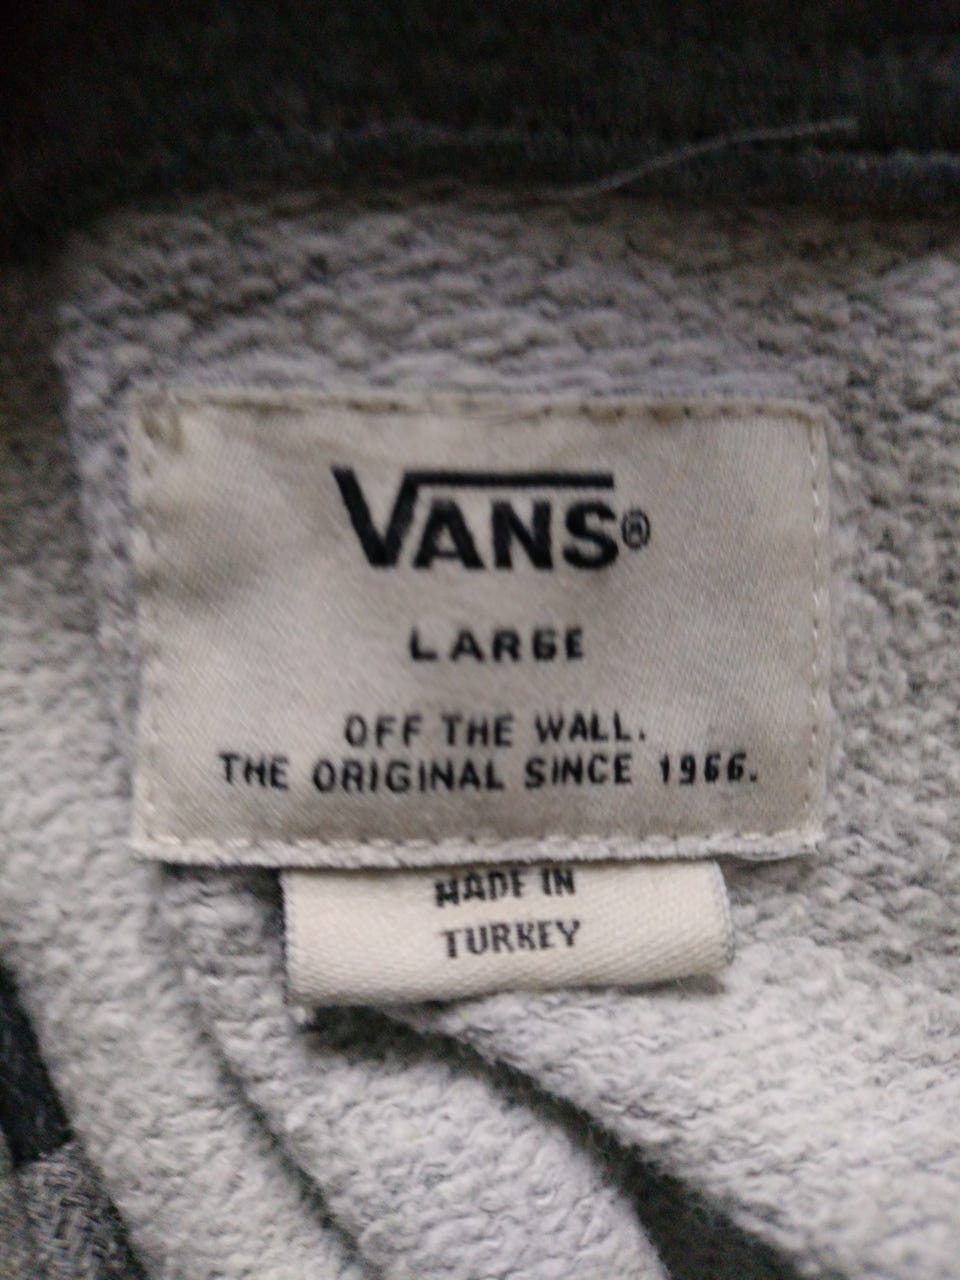 VANS®
LARGE
OFF THE WALL.
THE ORIGINAL SINCE 1966.
MADE IN
TURKEY